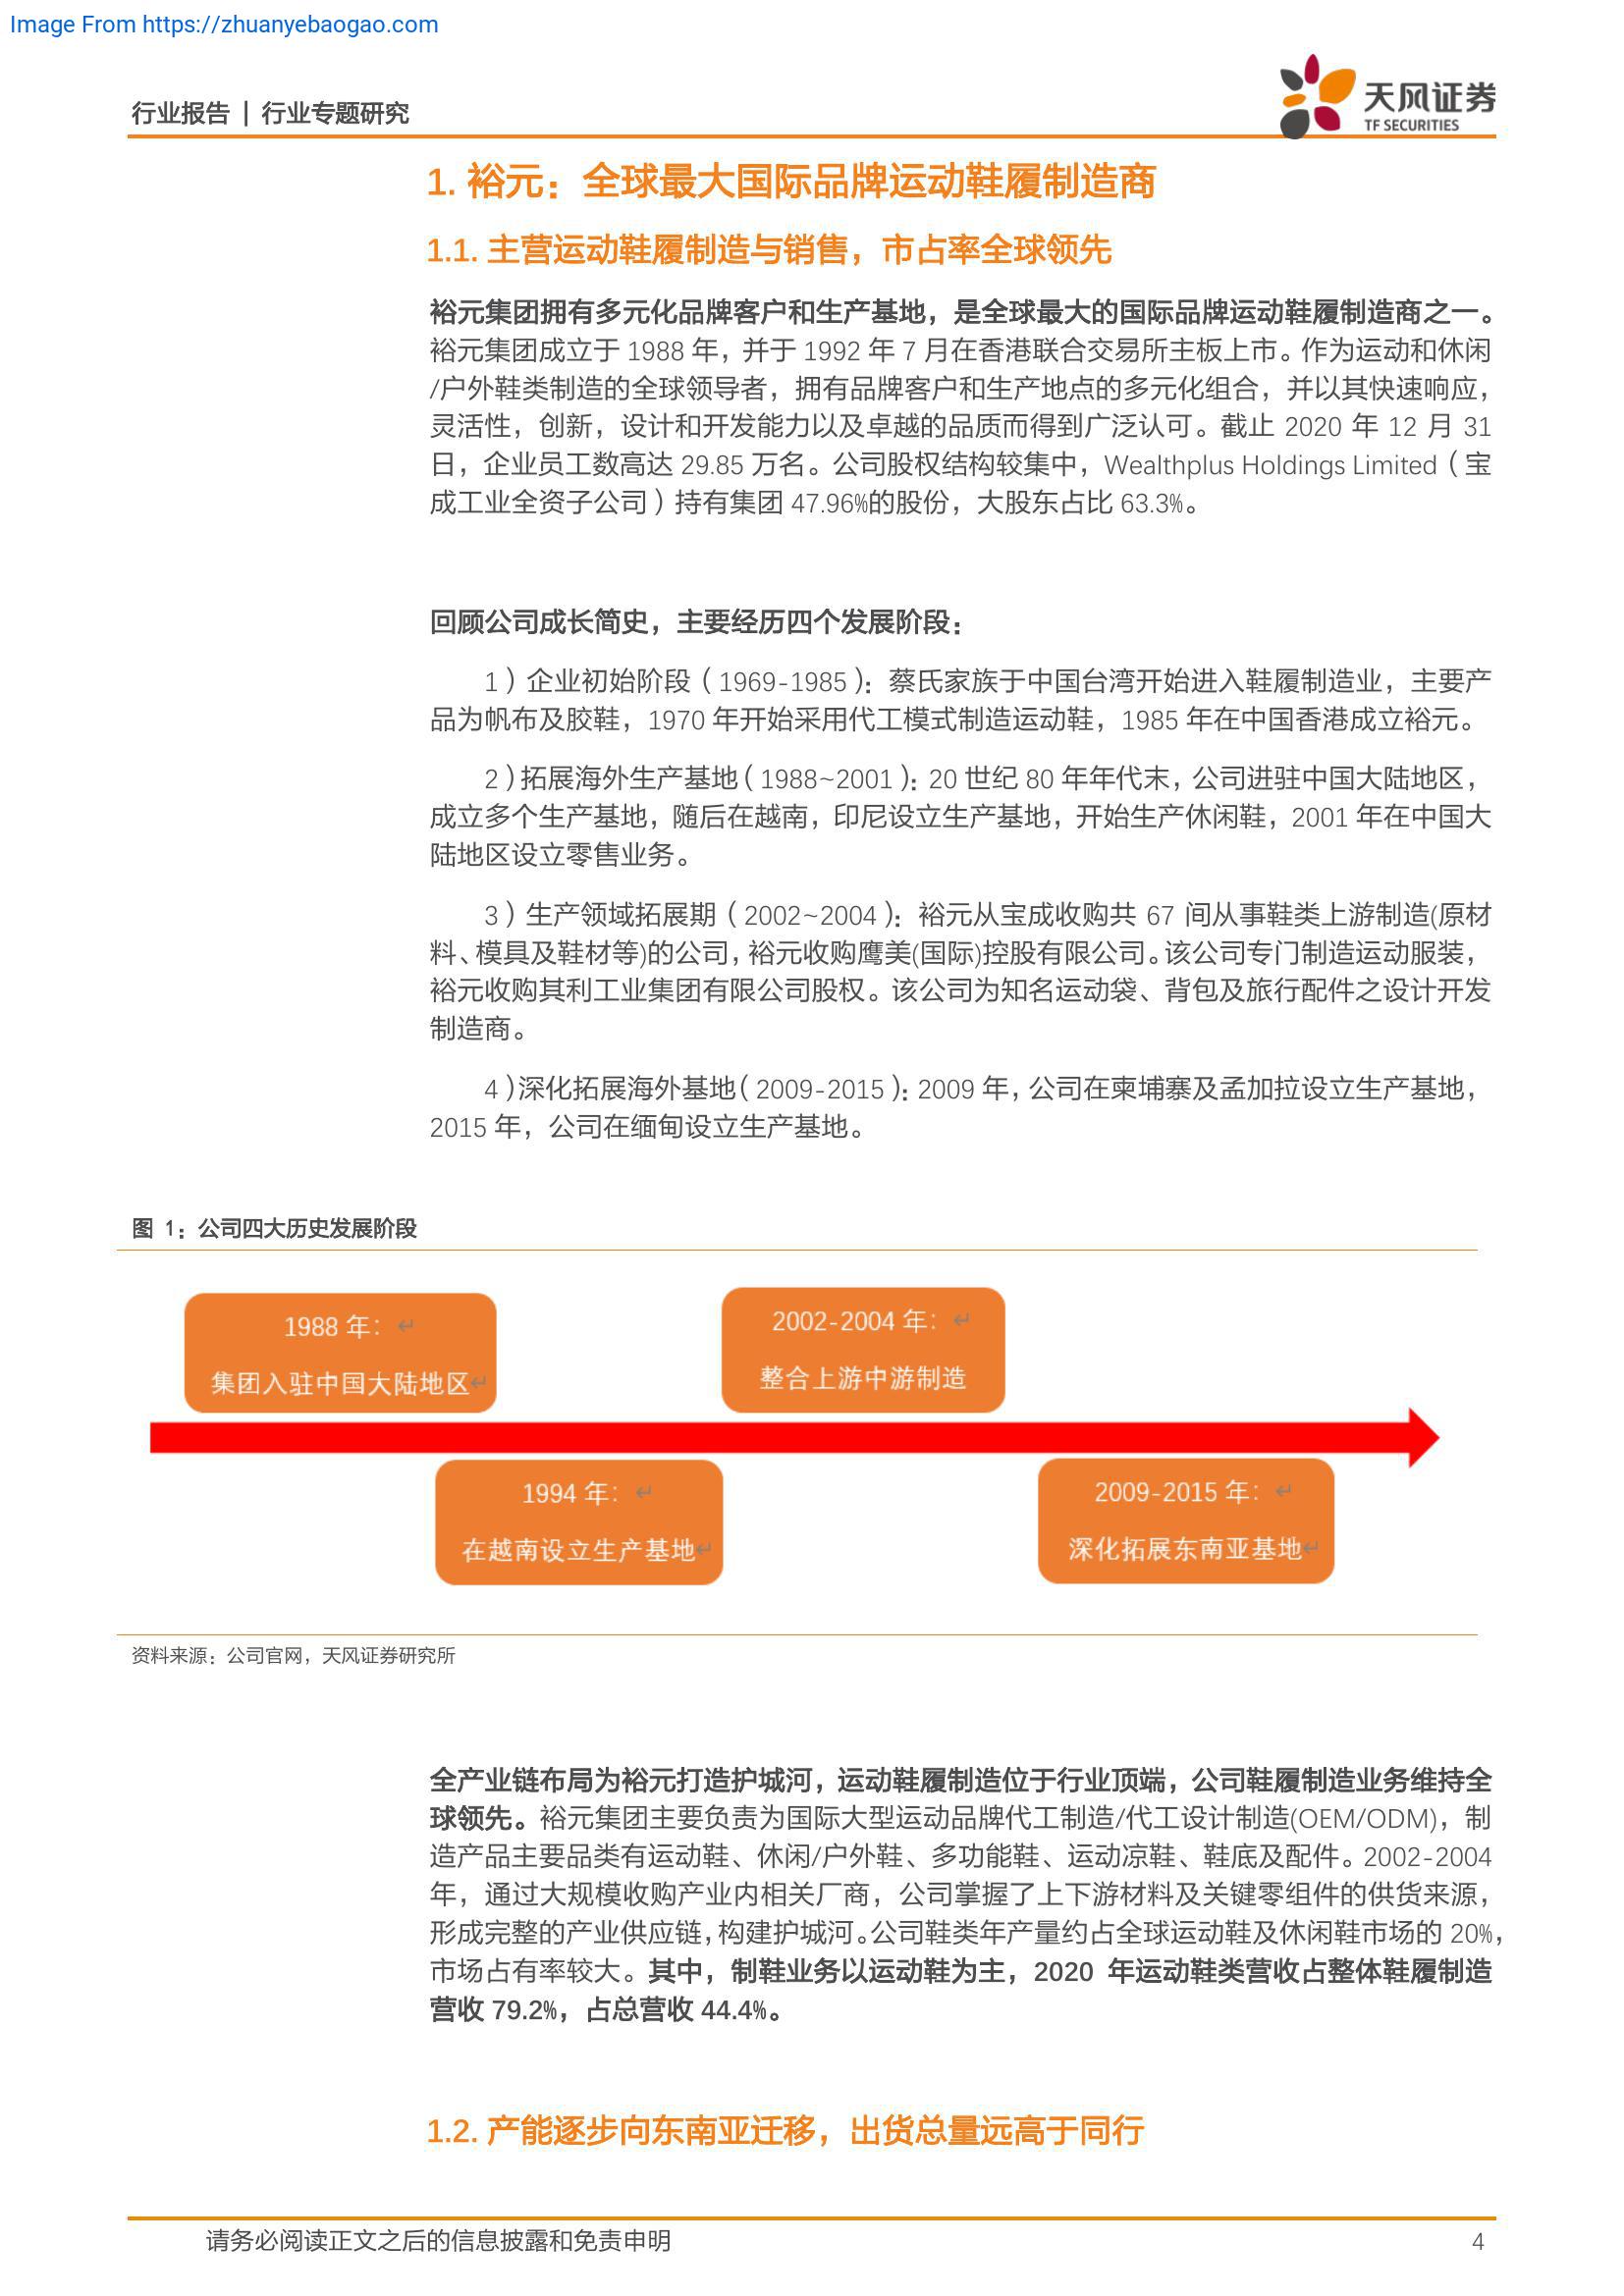 Image From https://zhuanyebaogao.com
行业报告 | 行业专题研究
天风证券
TF SECURITIES
1. 裕元：全球最大国际品牌运动鞋履制造商
1.1. 主营运动鞋履制造与销售，市占率全球领先
裕元集团拥有多元化品牌客户和生产基地，是全球最大的国际品牌运动鞋履制造商之一。
裕元集团成立于 1988 年，并于 1992 年 7 月在香港联合交易所主板上市。作为运动和休闲
/户外鞋类制造的全球领导者，拥有品牌客户和生产地点的多元化组合，并以其快速响应，
灵活性，创新，设计和开发能力以及卓越的品质而得到广泛认可。截止 2020 年 12 月 31
日，企业员工数高达 29.85 万名。公司股权结构较集中，Wealthplus Holdings Limited（宝
成工业全资子公司）持有集团 47.96%的股份，大股东占比 63.3%。
回顾公司成长简史，主要经历四个发展阶段：
1）企业初始阶段（1969-1985）：蔡氏家族于中国台湾开始进入鞋履制造业，主要产
品为帆布及胶鞋，1970 年开始采用代工模式制造运动鞋，1985 年在中国香港成立裕元。
2）拓展海外生产基地（1988~2001）：20 世纪 80 年年代末，公司进驻中国大陆地区，
成立多个生产基地，随后在越南，印尼设立生产基地，开始生产休闲鞋，2001 年在中国大
陆地区设立零售业务。
3）生产领域拓展期（2002~2004）：裕元从宝成收购共 67 间从事鞋类上游制造(原材
料、模具及鞋材等)的公司，裕元收购鹰美(国际)控股有限公司。该公司专门制造运动服装，
裕元收购其利工业集团有限公司股权。该公司为知名运动袋、背包及旅行配件之设计开发
制造商。
4）深化拓展海外基地（2009-2015）：2009 年，公司在柬埔寨及孟加拉设立生产基地，
2015 年，公司在缅甸设立生产基地。
图 1：公司四大历史发展阶段
1988 年：↵
集团入驻中国大陆地区↵
2002-2004 年：↵
整合上游中游制造
1994 年：↵
在越南设立生产基地↵
2009-2015 年：↵
深化拓展东南亚基地↵
资料来源：公司官网，天风证券研究所
全产业链布局为裕元打造护城河，运动鞋履制造位于行业顶端，公司鞋履制造业务维持全
球领先。裕元集团主要负责为国际大型运动品牌代工制造/代工设计制造(OEM/ODM)，制
造产品主要品类有运动鞋、休闲/户外鞋、多功能鞋、运动凉鞋、鞋底及配件。2002-2004
年，通过大规模收购产业内相关厂商，公司掌握了上下游材料及关键零组件的供货来源，
形成完整的产业供应链，构建护城河。公司鞋类年产量约占全球运动鞋及休闲鞋市场的 20%，
市场占有率较大。其中，制鞋业务以运动鞋为主，2020 年运动鞋类营收占整体鞋履制造
营收 79.2%，占总营收 44.4%。
1.2. 产能逐步向东南亚迁移，出货总量远高于同行
请务必阅读正文之后的信息披露和免责申明
4